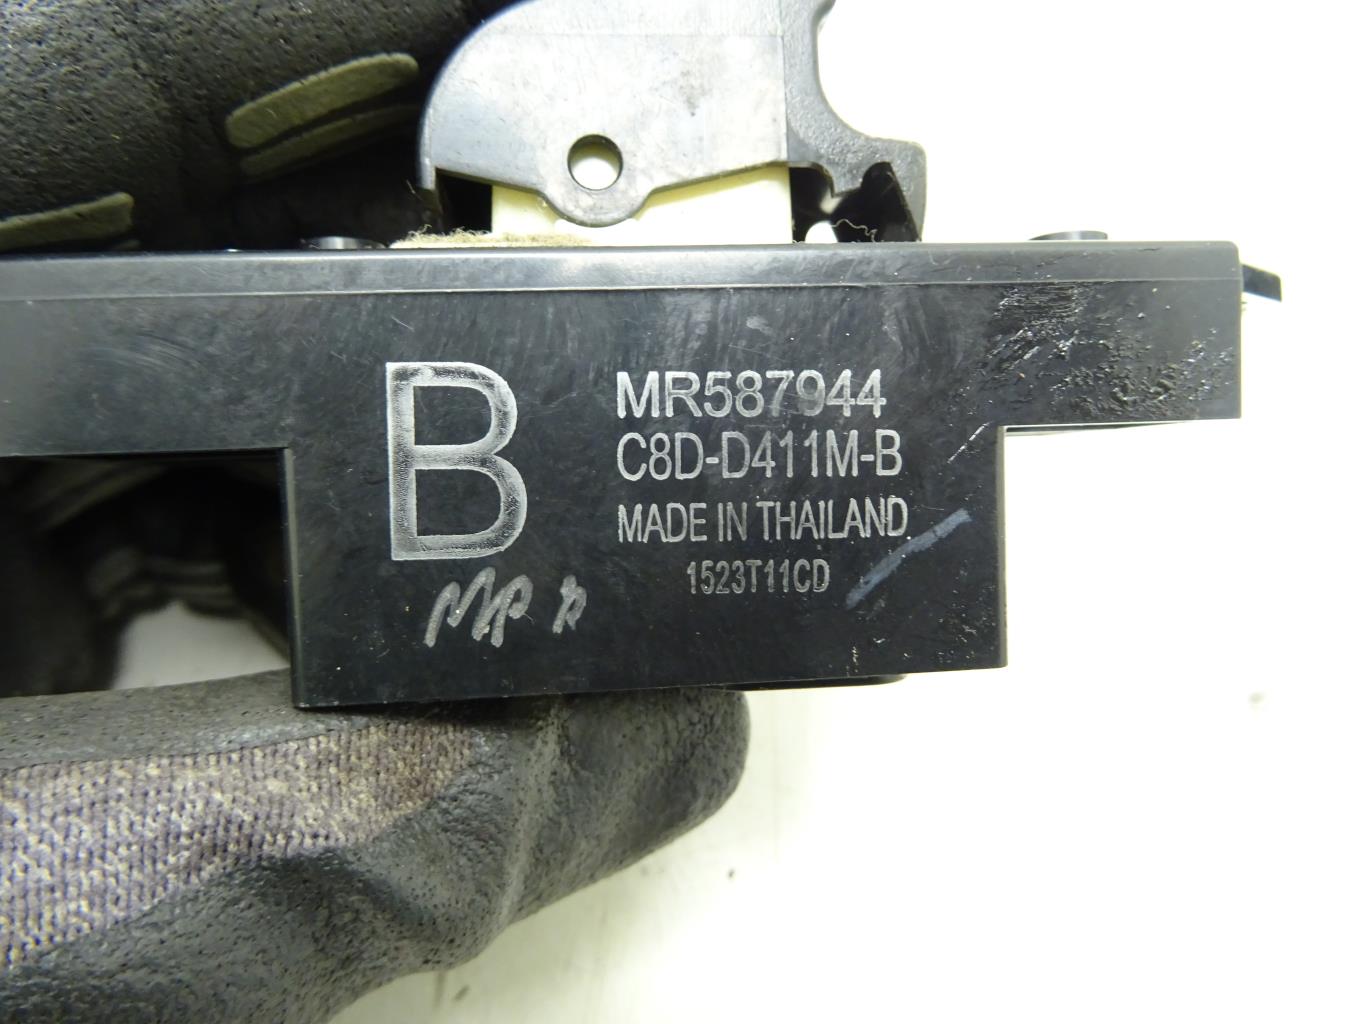 B
MR587944
C8D-D411M-B
MADE IN THAILAND
1523T11CD